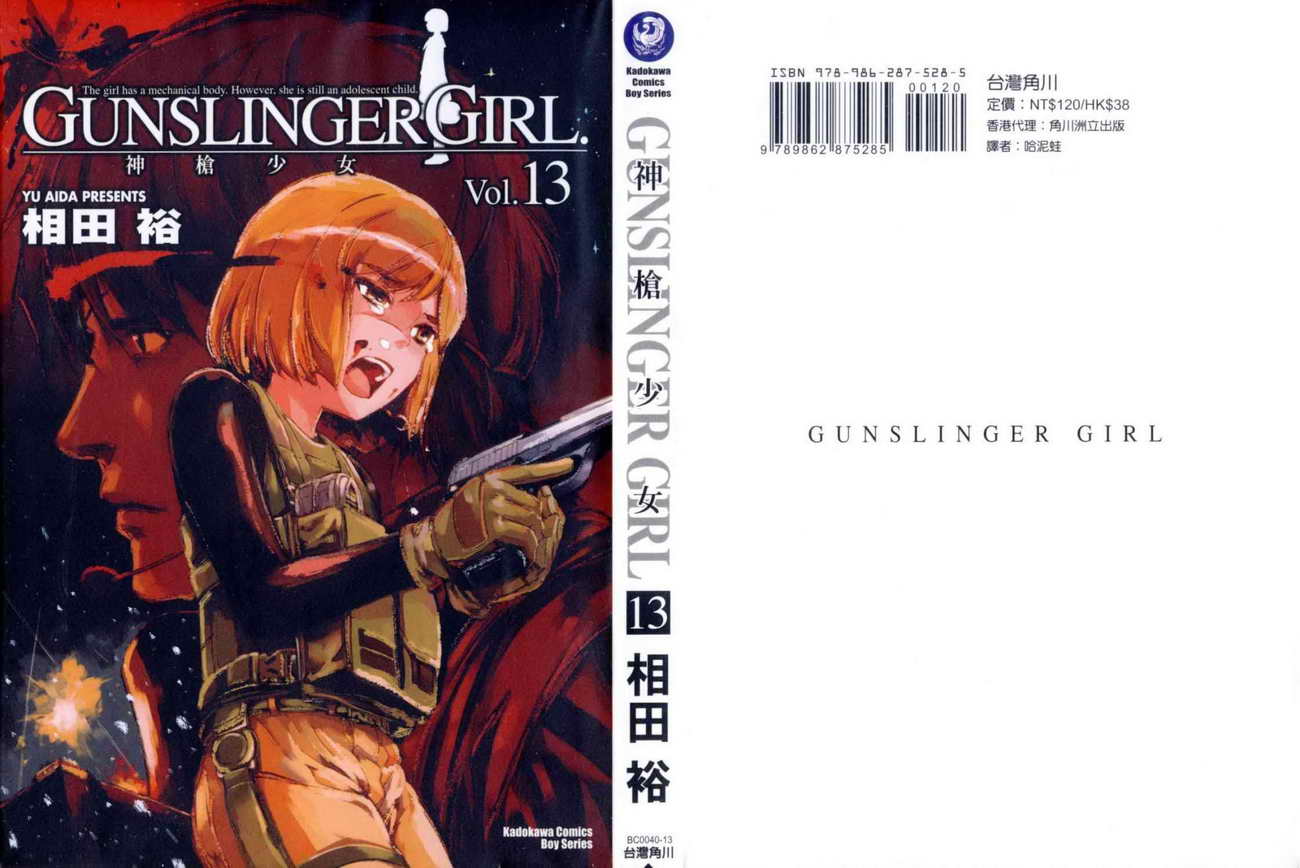 The girl has a mechanical body. However, she is still an adolescent child.
GUNSLINGER GIRL.
神槍少女
Vol.13
YU AIDA PRESENTS
相田 裕
Kadokawa Comics
Boy Series
Kadokawa
Comics
Boy Series
GUNSLINGER GIRL
神槍少女
13
相田 裕
BC0040-13
台灣角川
ISBN 978-986-287-528-5
00120
9789862875285
台灣角川
定價：NT$120/HK$38
香港代理：角川洲立出版
譯者：哈泥蛙
GUNSLINGER GIRL